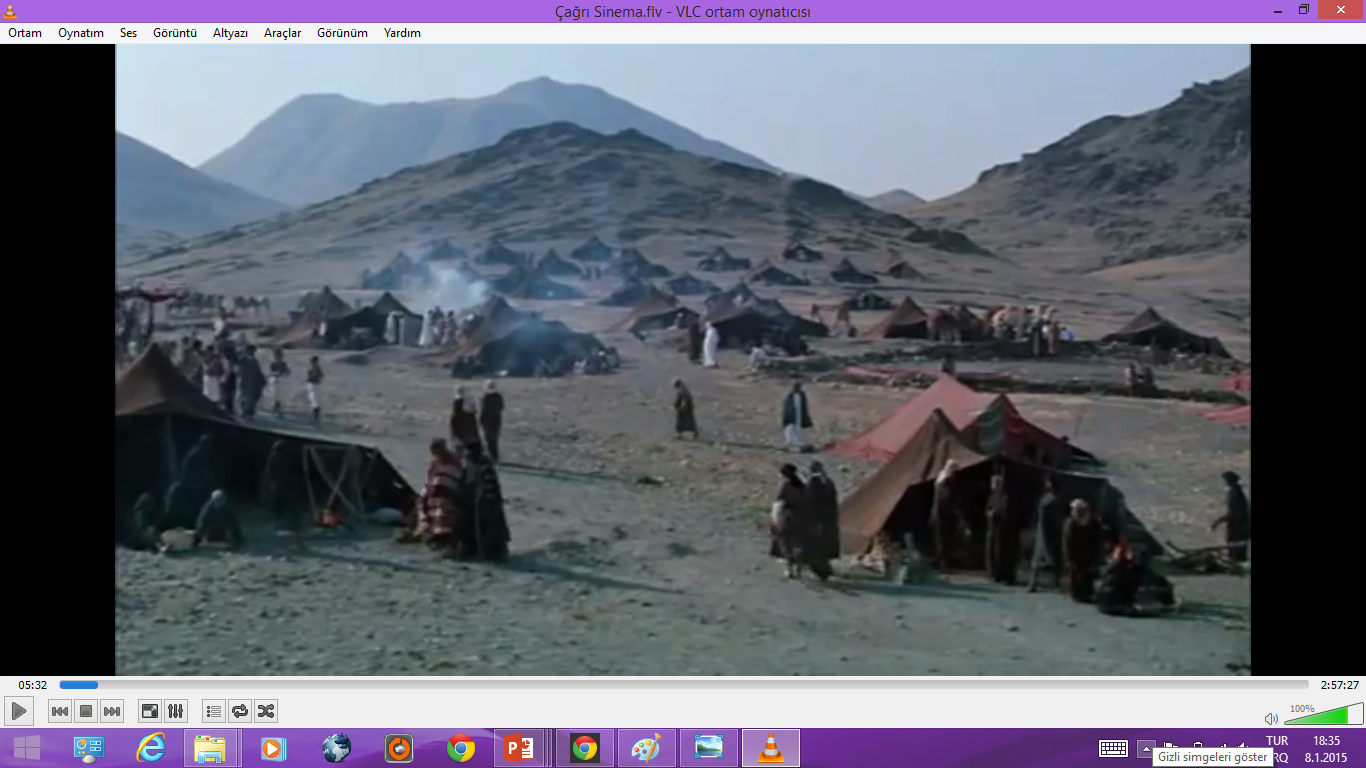 Çağrı Sinema.flv - VLC ortam oynatıcısı
Ortam Oynatım Ses Görüntü Altyazı Araçlar Görünüm Yardım
05:32 2:57:27
100%
TUR 18:35
RQ 8.1.2015
Gizli simgeleri göster